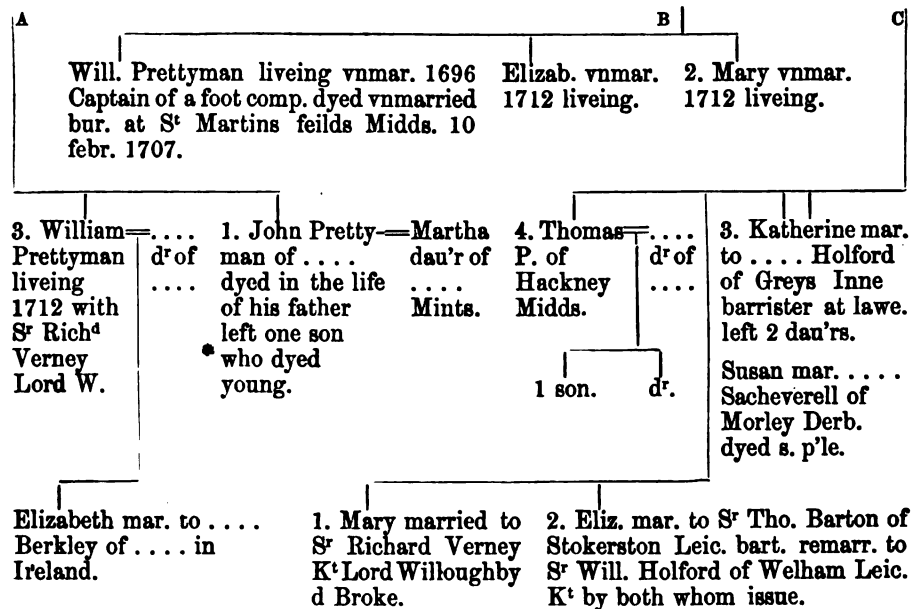 A
B
C
Will. Prettyman liveing vnmar. 1696
Captain of a foot comp. dyed vnmarried
bur. at Sᵗ Martins feilds Midds. 10
febr. 1707.
Elizab. vnmar.
1712 liveing.
2. Mary vnmar.
1712 liveing.
3. William=....
Prettyman dʳ of
liveing ....
1712 with
Sʳ Richᵈ
Verney
Lord W.
1. John Pretty-=Martha
man of .... dau'r of
dyed in the life ....
of his father Mints.
left one son
who dyed
young.
4. Thomas=....
P. of dʳ of
Hackney ....
Midds.
1 son. dʳ.
3. Katherine mar.
to .... Holford
of Greys Inne
barrister at lawe.
left 2 dau'rs.
Susan mar. .....
Sacheverell of
Morley Derb.
dyed s. p'le.
Elizabeth mar. to ....
Berkley of .... in
Ireland.
1. Mary married to
Sʳ Richard Verney
Kᵗ Lord Willoughby
d Broke.
2. Eliz. mar. to Sʳ Tho. Barton of
Stokerston Leic. bart. remarr. to
Sʳ Will. Holford of Welham Leic.
Kᵗ by both whom issue.